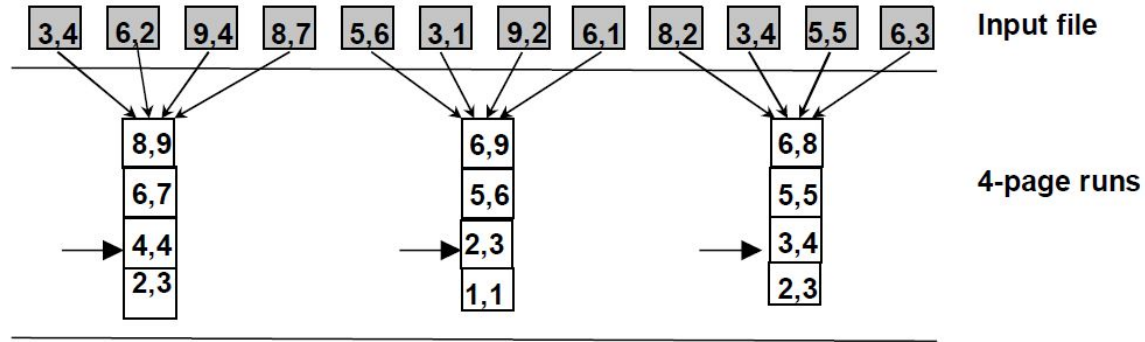 3,4 6,2 9,4 8,7 5,6 3,1 9,2 6,1 8,2 3,4 5,5 6,3 Input file
8,9 6,9 6,8
6,7 5,6 5,5 4-page runs
4,4 2,3 3,4
2,3 1,1 2,3